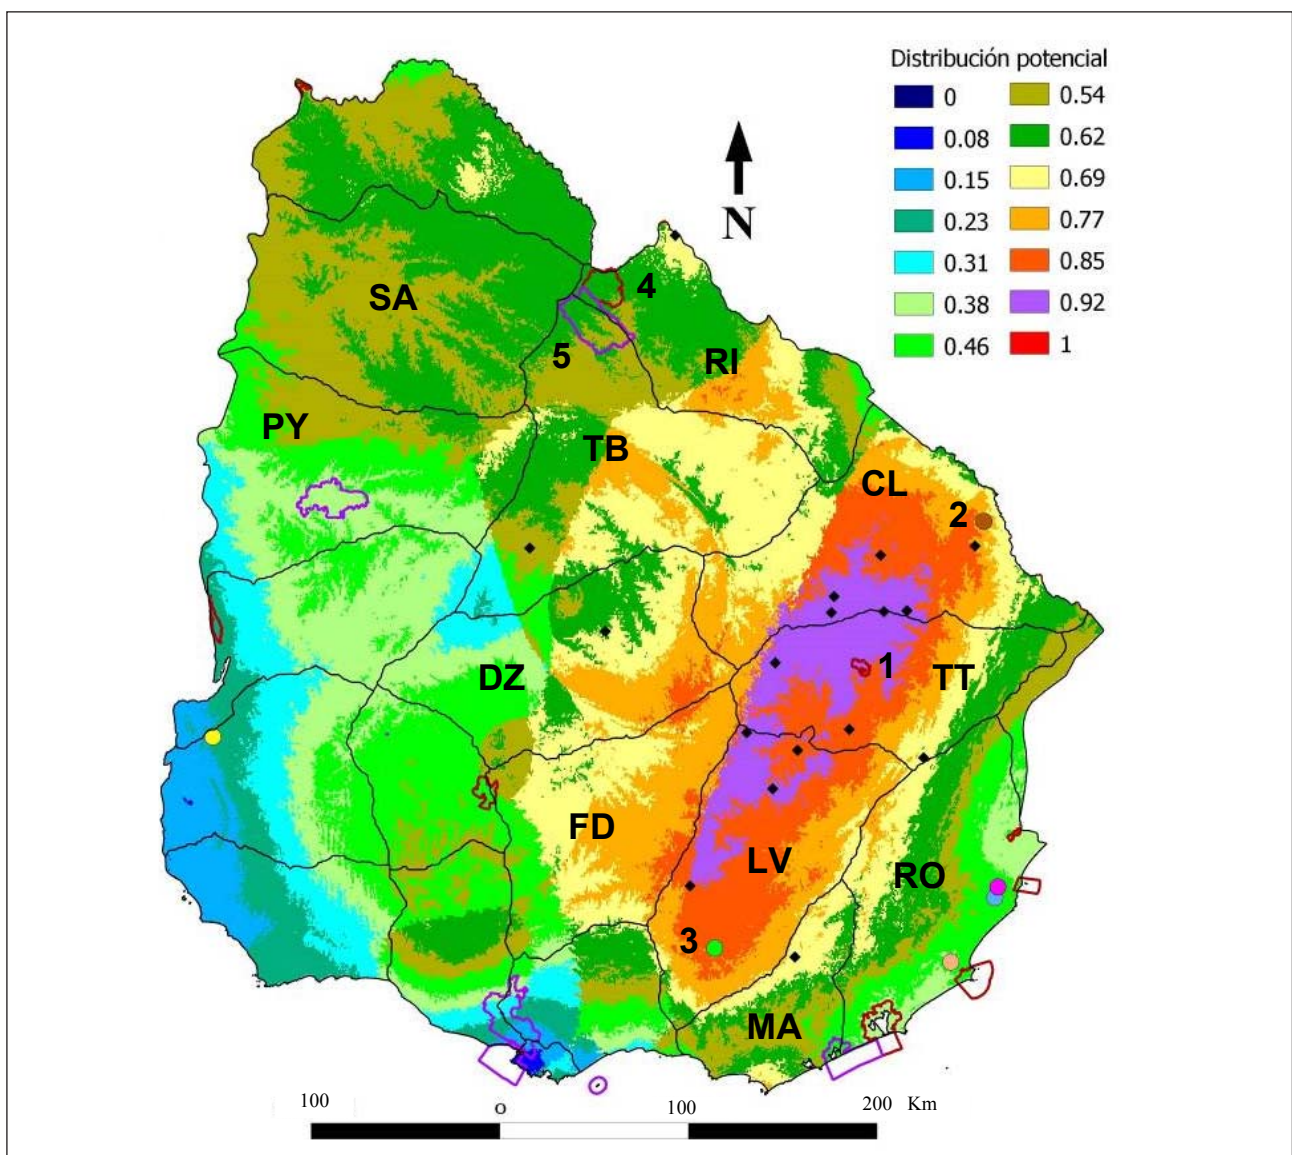 Distribución potencial
0 0.54
0.08 0.62
0.15 0.69
0.23 0.77
0.31 0.85
0.38 0.92
0.46 1
N
SA
4
5
RI
PY
TB
CL
2
1
DZ
TT
FD
LV
RO
3
MA
100 0 100 200 Km